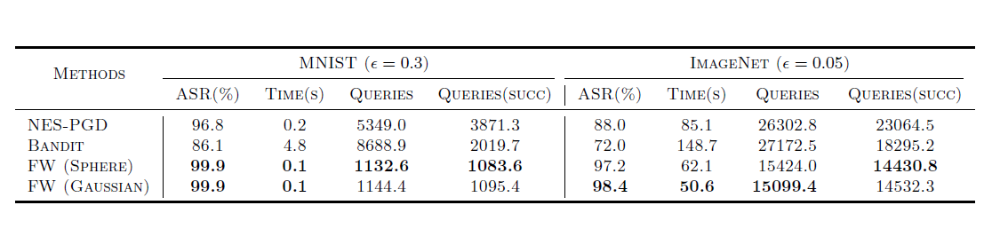 METHODS MNIST (ϵ = 0.3) IMAGENET (ϵ = 0.05)
ASR(%) TIME(S) QUERIES QUERIES(SUCC) ASR(%) TIME(S) QUERIES QUERIES(SUCC)
NES-PGD 96.8 0.2 5349.0 3871.3 88.0 85.1 26302.8 23064.5
BANDIT 86.1 4.8 8688.9 2019.7 72.0 148.7 27172.5 18295.2
FW (SPHERE) 99.9 0.1 1132.6 1083.6 97.2 62.1 15424.0 14430.8
FW (GAUSSIAN) 99.9 0.1 1144.4 1095.4 98.4 50.6 15099.4 14532.3